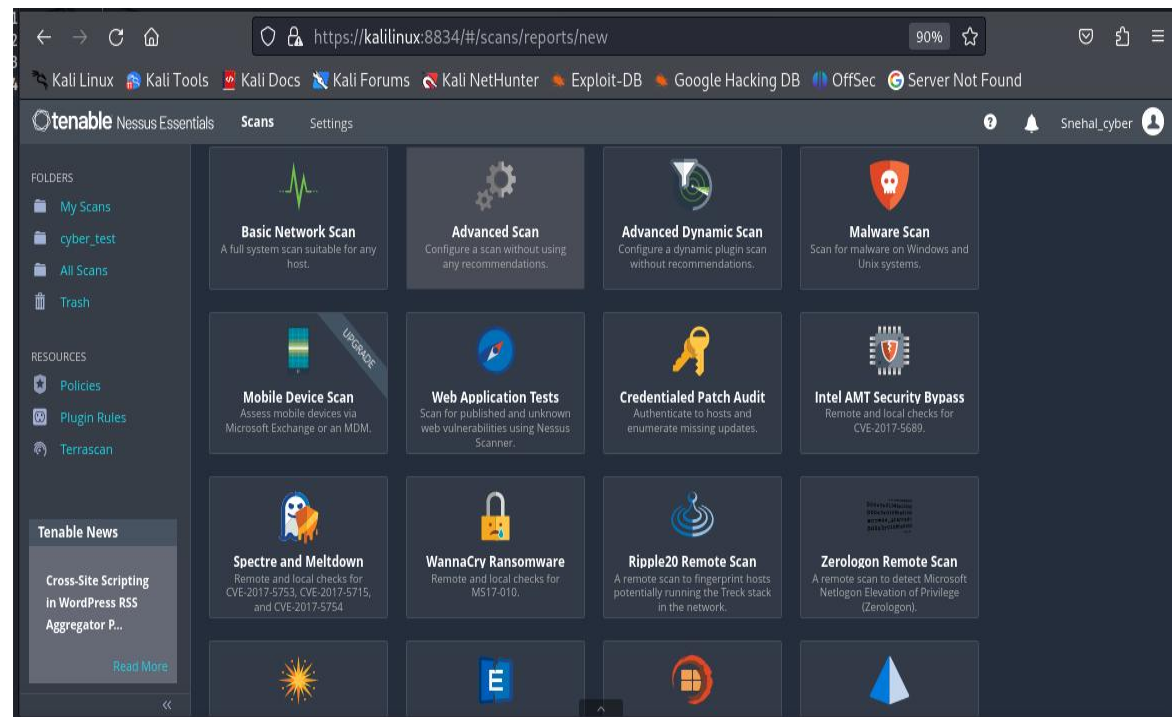 https://kalilinux:8834/#/scans/reports/new
90%
Kali Linux
Kali Tools
Kali Docs
Kali Forums
Kali NetHunter
Exploit-DB
Google Hacking DB
OffSec
Server Not Found
tenable Nessus Essentials
Scans
Settings
Snehal_cyber
FOLDERS
My Scans
cyber_test
All Scans
Trash
RESOURCES
Policies
Plugin Rules
Terrascan
Tenable News
Cross-Site Scripting
in WordPress RSS
Aggregator P...
Read More
Basic Network Scan
A full system scan suitable for any
host.
Advanced Scan
Configure a scan without using
any recommendations.
Advanced Dynamic Scan
Configure a dynamic plugin scan
without recommendations.
Malware Scan
Scan for malware on Windows and
Unix systems.
UPGRADE
Mobile Device Scan
Assess mobile devices via
Microsoft Exchange or an MDM.
Web Application Tests
Scan for published and unknown
web vulnerabilities using Nessus
Scanner.
Credentialed Patch Audit
Authenticate to hosts and
enumerate missing updates.
Intel AMT Security Bypass
Remote and local checks for
CVE-2017-5689.
Spectre and Meltdown
Remote and local checks for
CVE-2017-5753, CVE-2017-5715,
and CVE-2017-5754
WannaCry Ransomware
Remote and local checks for
MS17-010.
Ripple20 Remote Scan
A remote scan to fingerprint hosts
potentially running the Treck stack
in the network.
Zerologon Remote Scan
A remote scan to detect Microsoft
Netlogon Elevation of Privilege
(Zerologon).